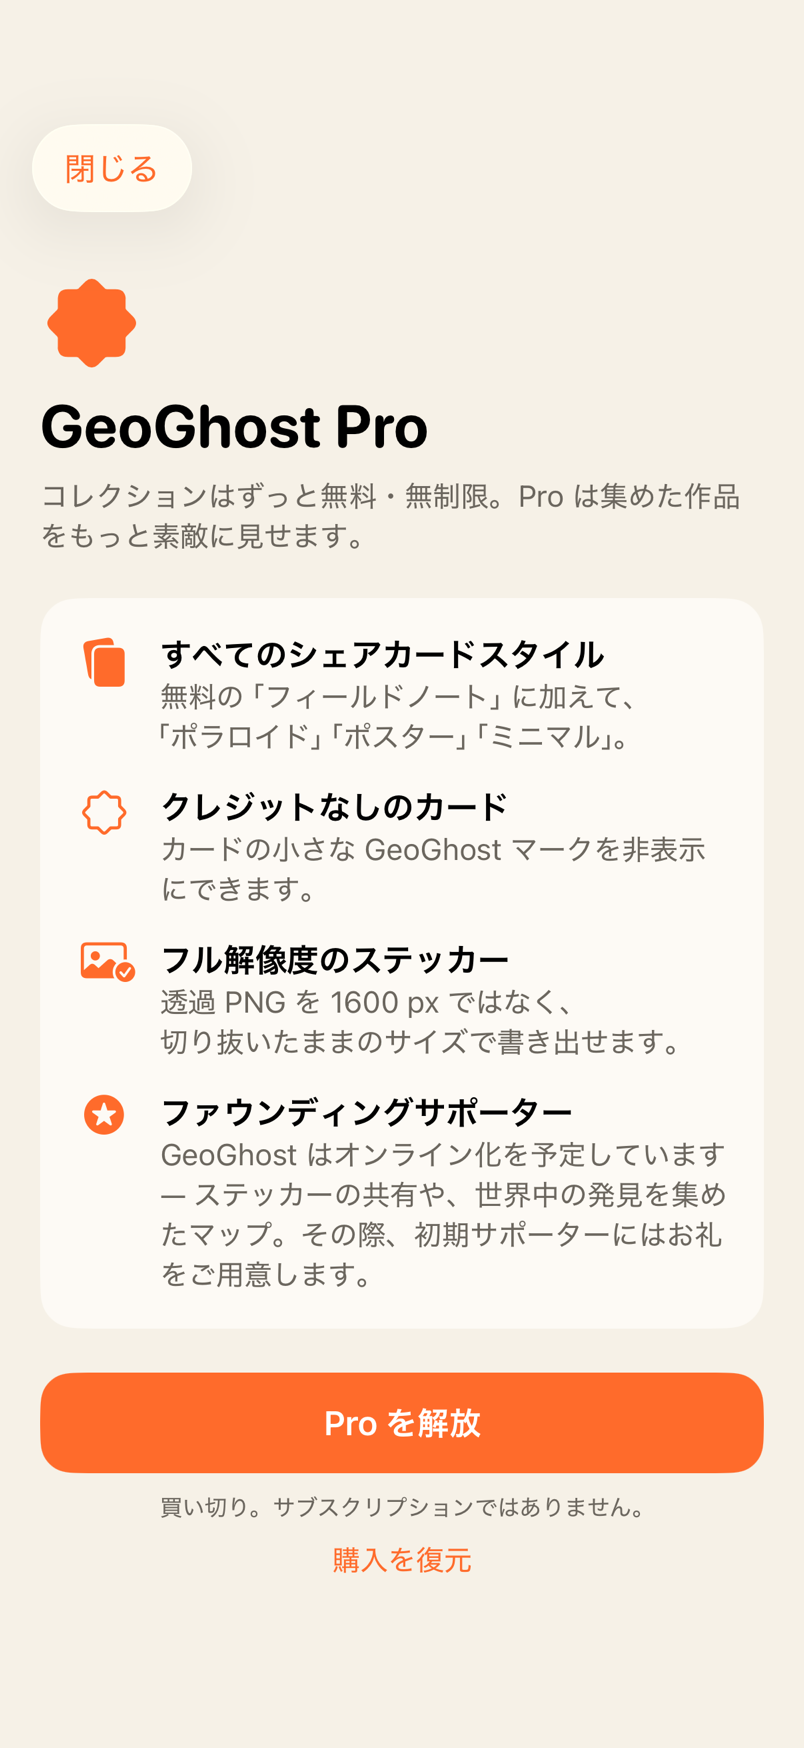 閉じる
GeoGhost Pro
コレクションはずっと無料・無制限。Pro は集めた作品
をもっと素敵に見せます。
すべてのシェアカードスタイル
無料の「フィールドノート」に加えて、
「ポラロイド」「ポスター」「ミニマル」。
クレジットなしのカード
カードの小さな GeoGhost マークを非表示
にできます。
フル解像度のステッカー
透過 PNG を 1600 px ではなく、
切り抜いたままのサイズで書き出せます。
ファウンディングサポーター
GeoGhost はオンライン化を予定しています
— ステッカーの共有や、世界中の発見を集め
たマップ。その際、初期サポーターにはお礼
をご用意します。
Pro を解放
買い切り。サブスクリプションではありません。
購入を復元